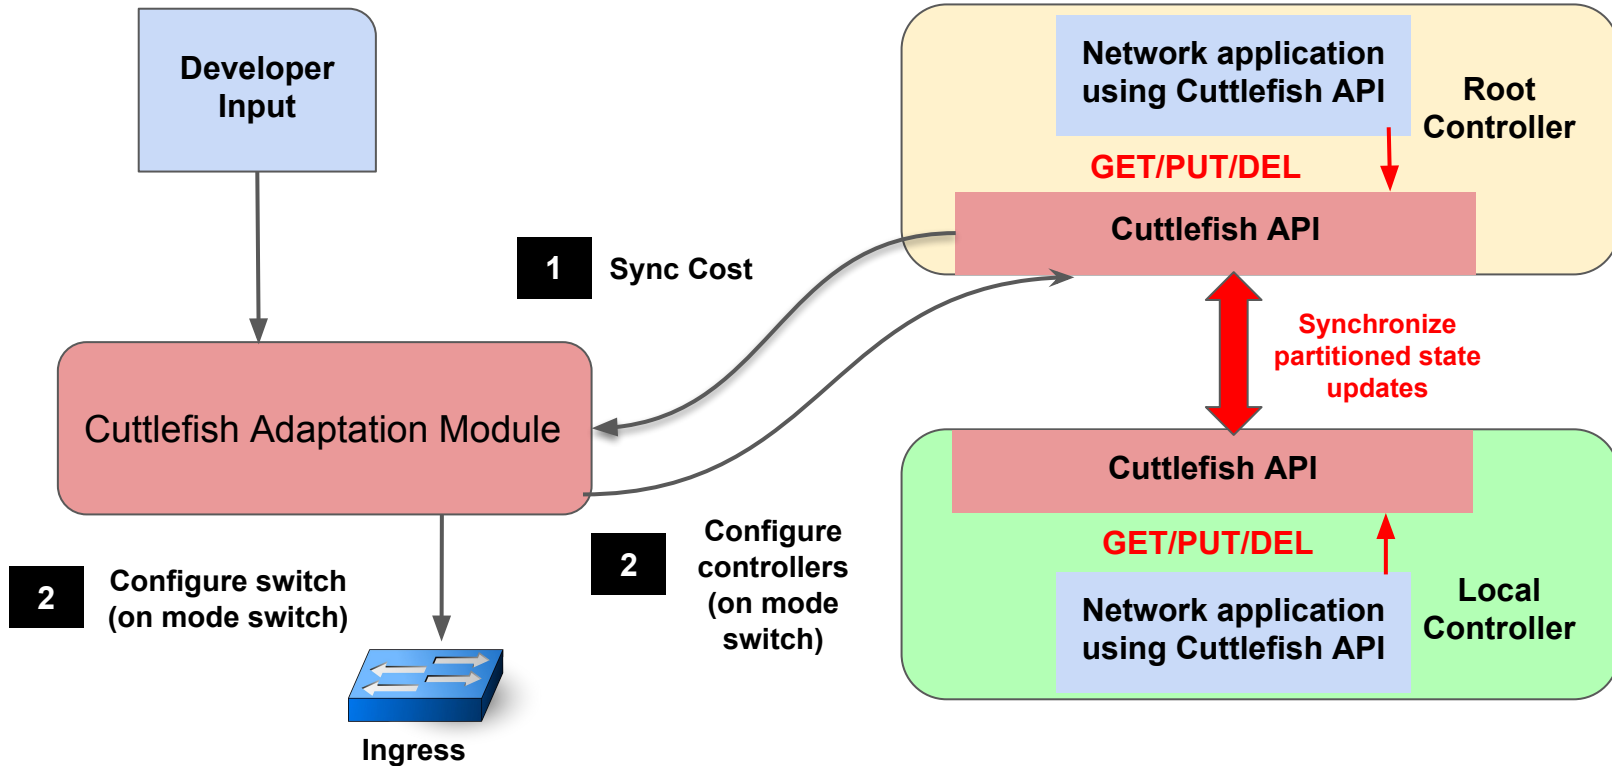 Developer
Input
Network application
using Cuttlefish API
Root
Controller
GET/PUT/DEL
Cuttlefish API
1
Sync Cost
Synchronize
partitioned state
updates
Cuttlefish Adaptation Module
Cuttlefish API
GET/PUT/DEL
Network application
using Cuttlefish API
Local
Controller
2
Configure switch
(on mode switch)
2
Configure
controllers
(on mode
switch)
Ingress